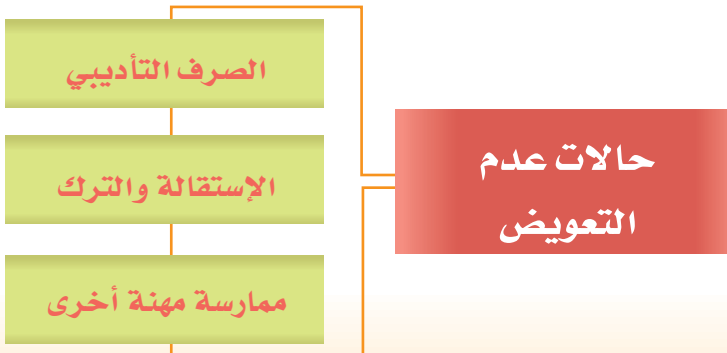 حالات عدم
التعويض
الصرف التأديبي
الإستقالة والترك
ممارسة مهنة أخرى